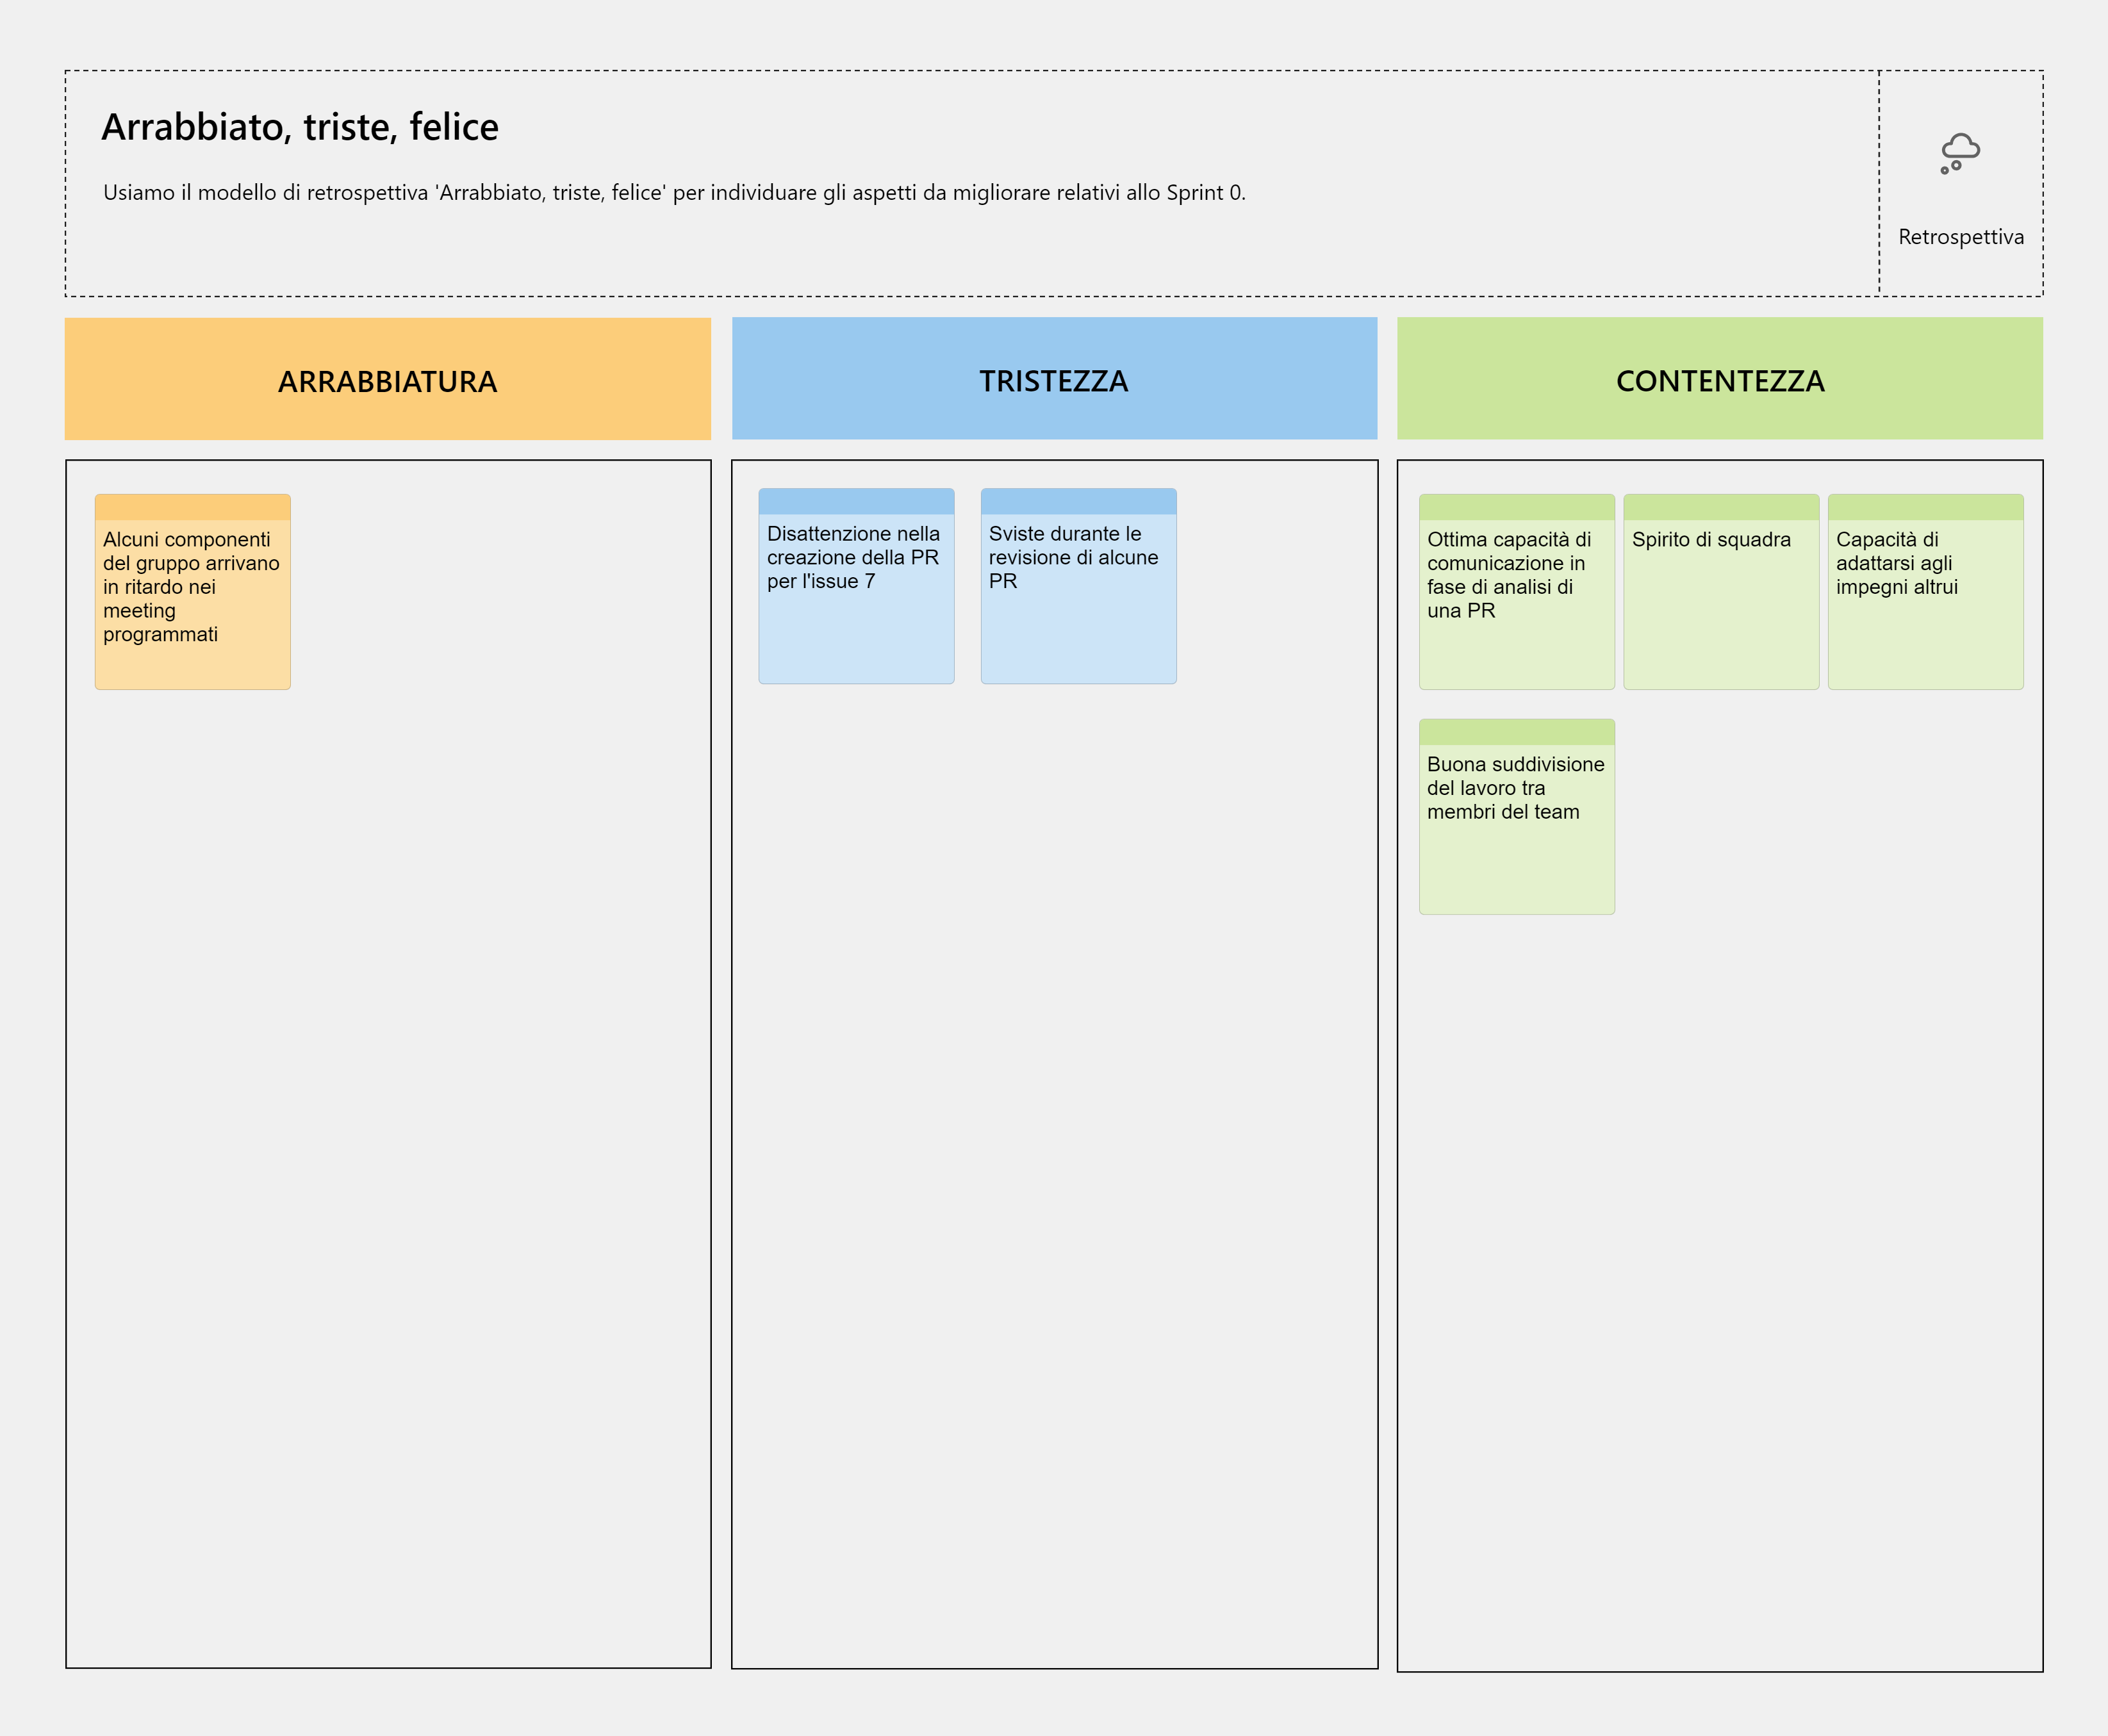 Arrabbiato, triste, felice
Usiamo il modello di retrospettiva 'Arrabbiato, triste, felice' per individuare gli aspetti da migliorare relativi allo Sprint 0.
Retrospettiva
ARRABBIATURA
TRISTEZZA
CONTENTEZZA
Alcuni componenti
del gruppo arrivano
in ritardo nei
meeting
programmati
Disattenzione nella
creazione della PR
per l'issue 7
Sviste durante le
revisione di alcune
PR
Ottima capacità di
comunicazione in
fase di analisi di
una PR
Spirito di squadra
Capacità di
adattarsi agli
impegni altrui
Buona suddivisione
del lavoro tra
membri del team